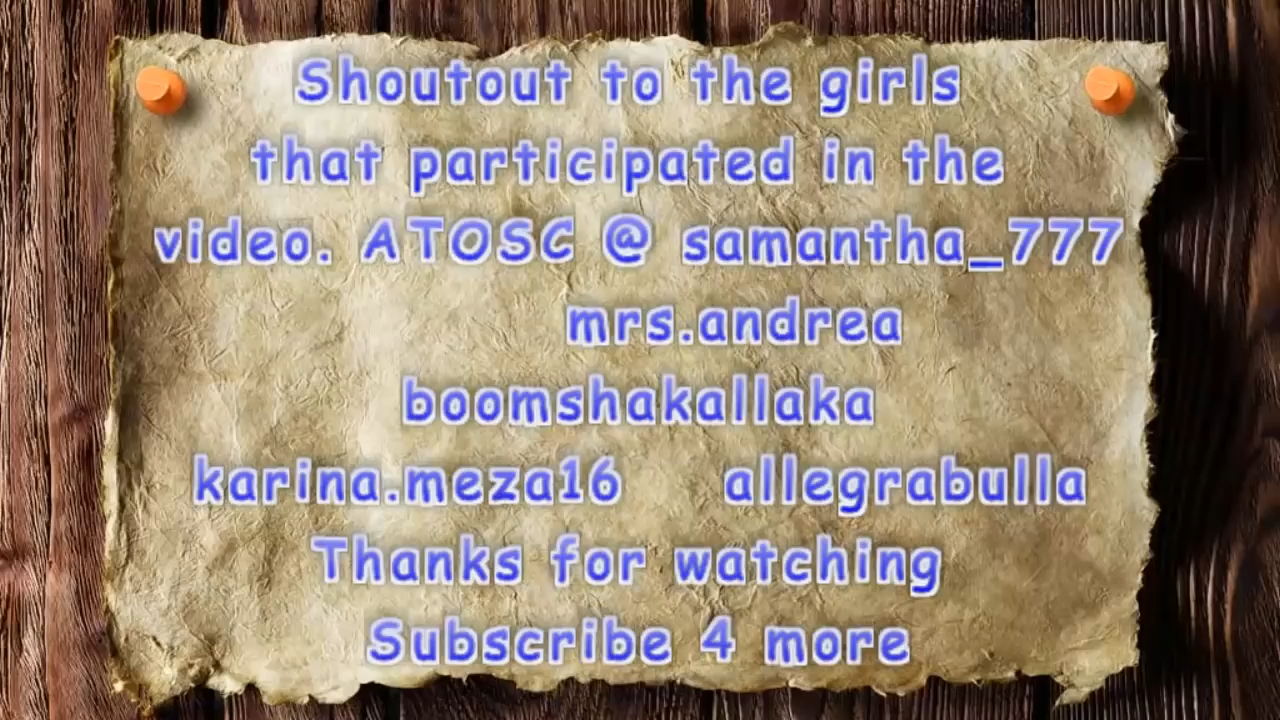 Shoutout to the girls
that participated in the
video. ATOSC @ samantha_777
mrs.andrea
boomshakallaka
karina.meza16 allegrabulla
Thanks for watching
Subscribe 4 more